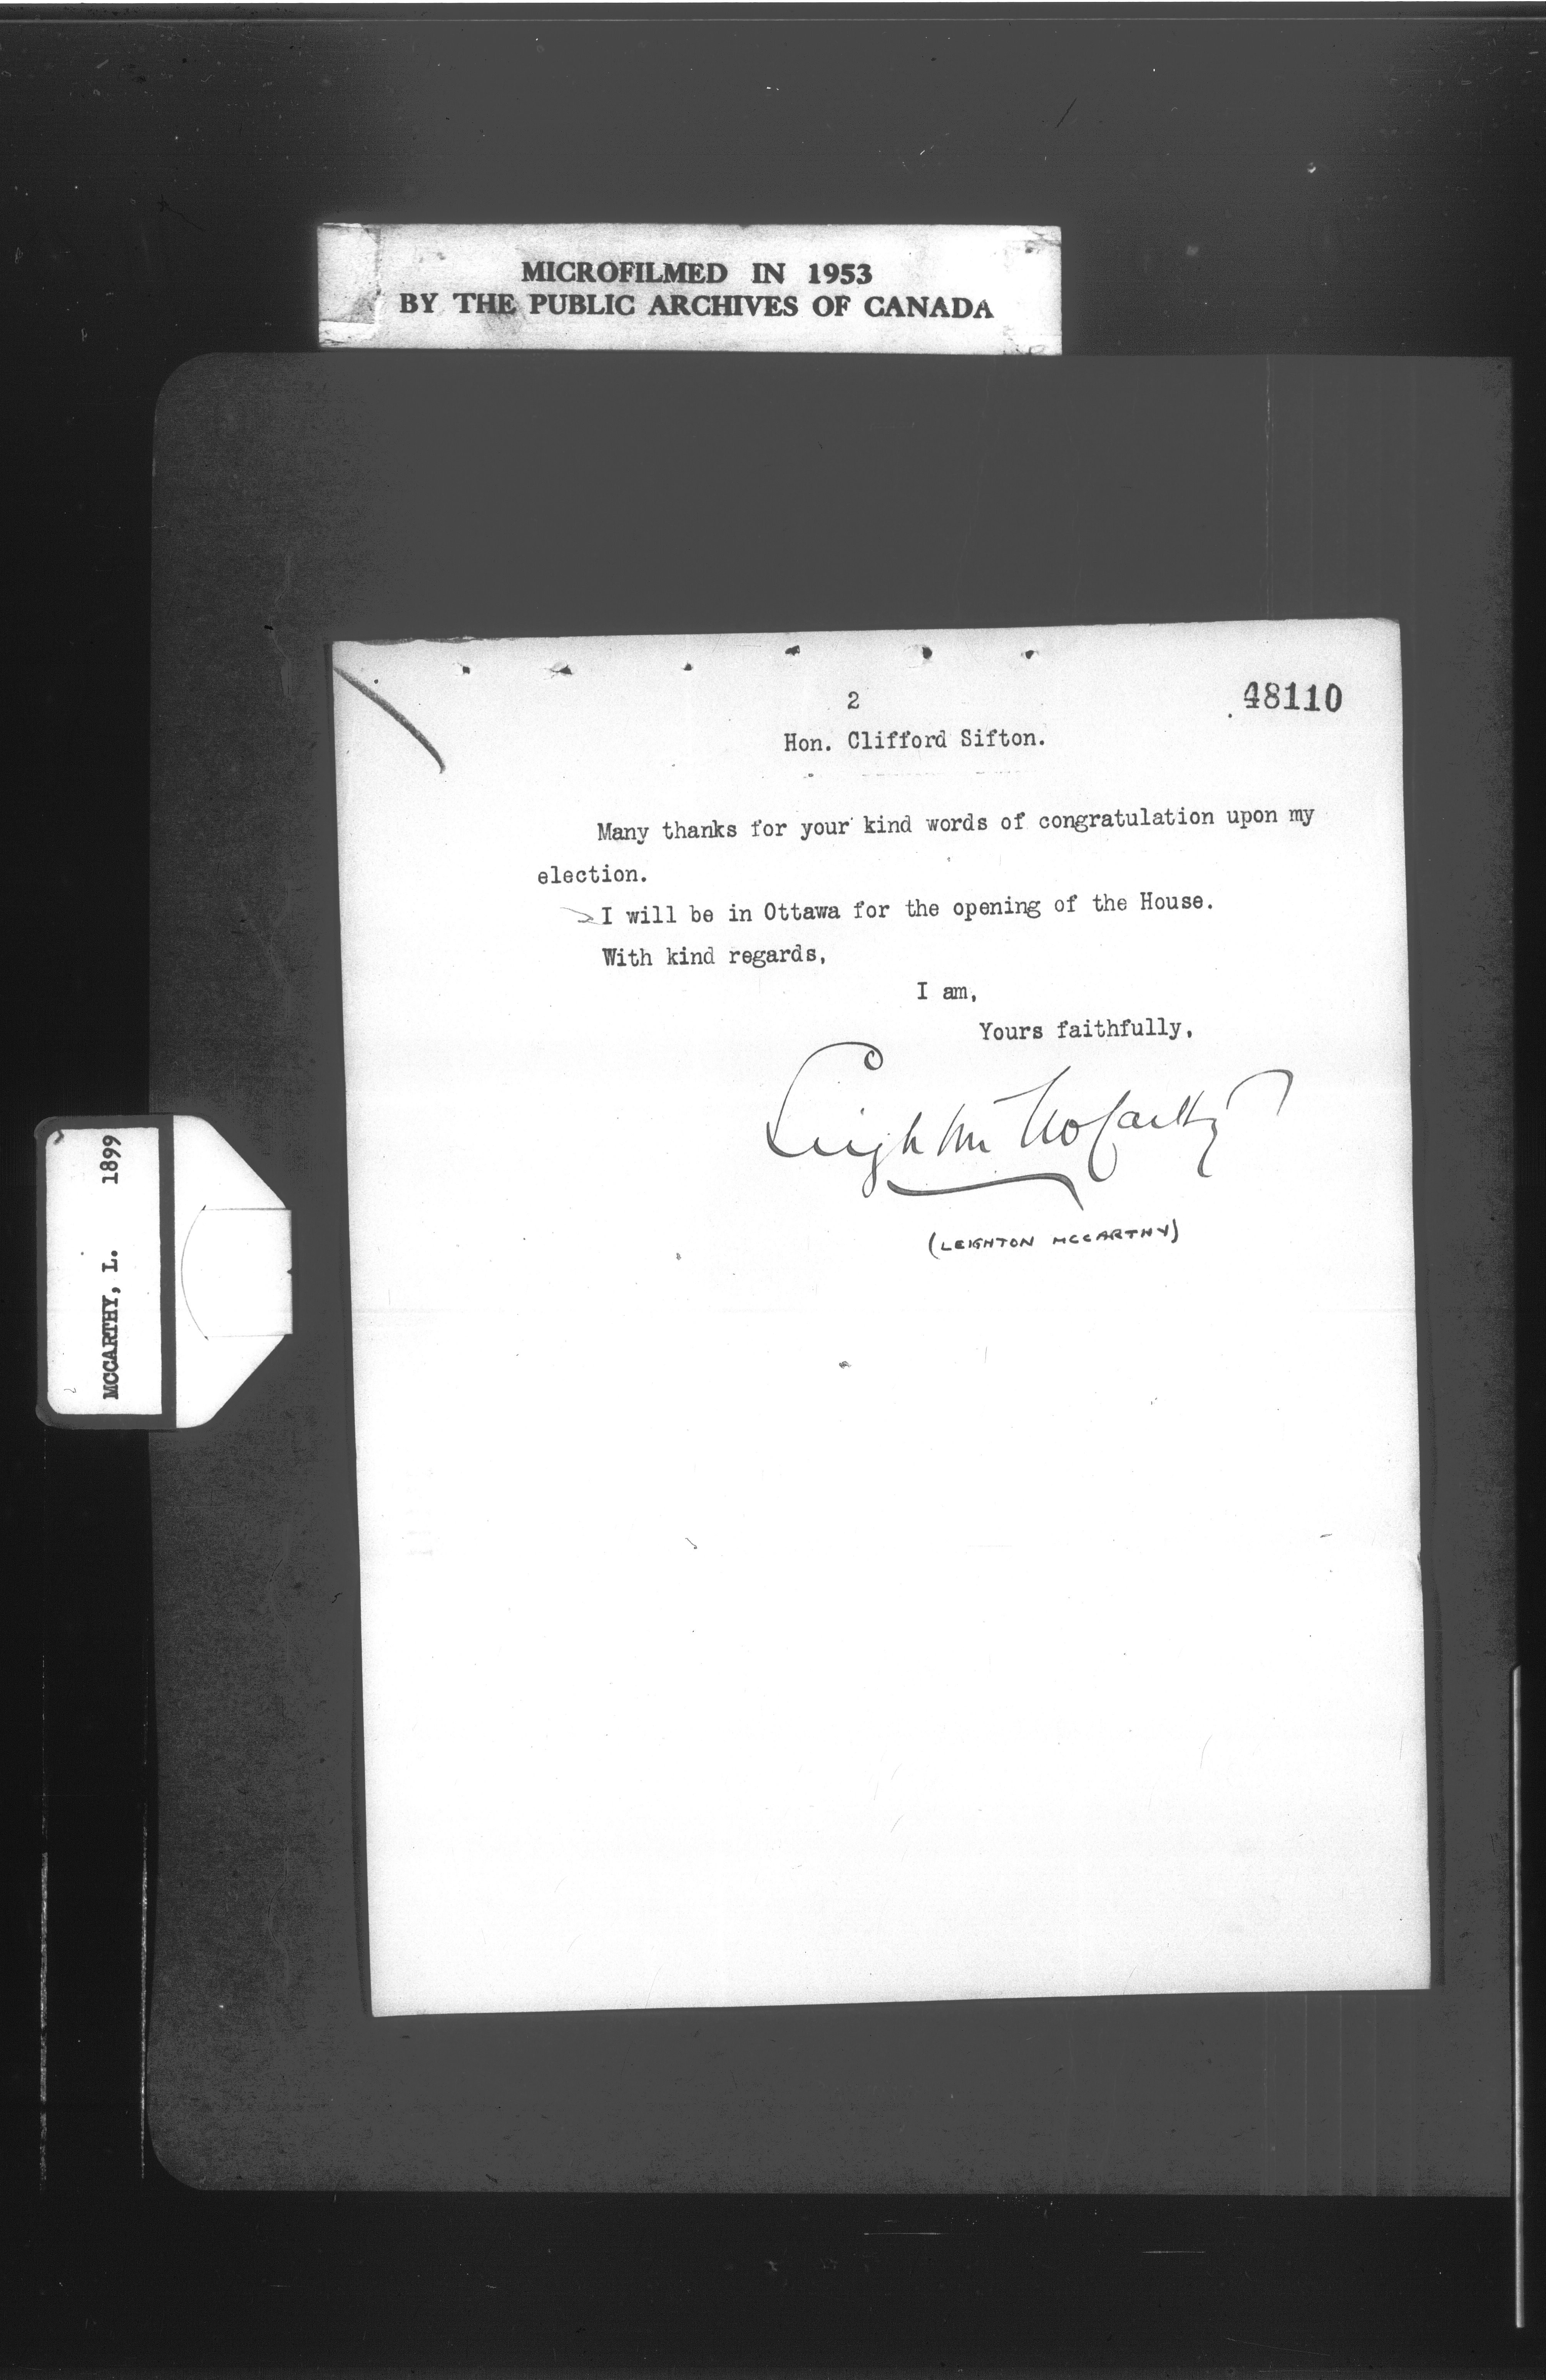 MICROFILMED IN 1953
BY THE PUBLIC ARCHIVES OF CANADA
2
48110
Hon. Clifford Sifton.
Many thanks for your kind words of congratulation upon my
election.
I will be in Ottawa for the opening of the House.
With kind regards,
I am,
Yours faithfully,
Leighton McCarthy
(LEIGHTON MCCARTHY)
MCCARTHY, L. 1899